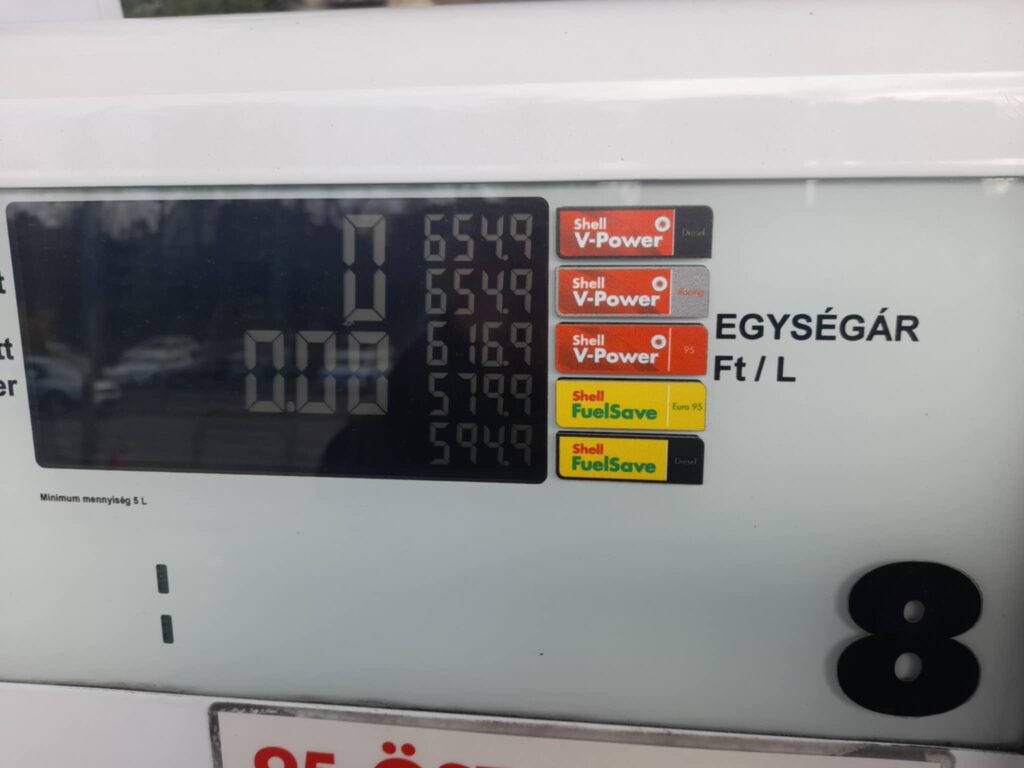 0
0.00
654.9
654.9
616.9
579.9
594.9
Shell
V-Power
Diesel
Shell
V-Power
Racing
Shell
V-Power
95
Shell
FuelSave
Euro 95
Shell
FuelSave
Diesel
EGYSÉGÁR
Ft / L
Minimum mennyiség 5 L
8